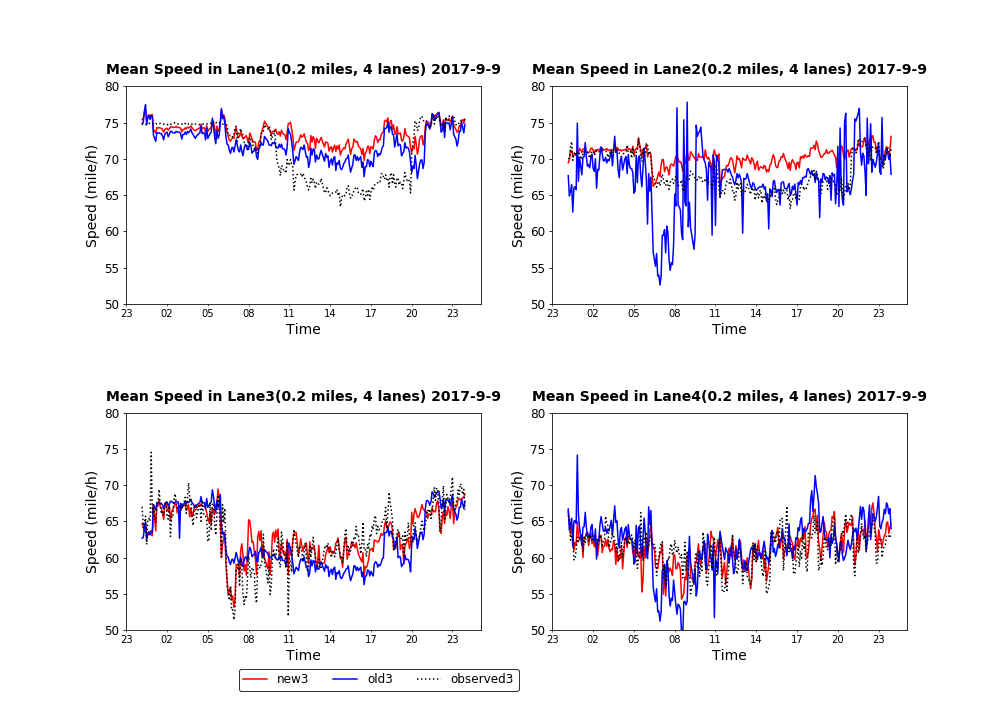 Mean Speed in Lane1(0.2 miles, 4 lanes) 2017-9-9
80
75
70
65
60
55
50
Speed (mile/h)
23 02 05 08 11 14 17 20 23
Time
Mean Speed in Lane2(0.2 miles, 4 lanes) 2017-9-9
80
75
70
65
60
55
50
Speed (mile/h)
23 02 05 08 11 14 17 20 23
Time
Mean Speed in Lane3(0.2 miles, 4 lanes) 2017-9-9
80
75
70
65
60
55
50
Speed (mile/h)
23 02 05 08 11 14 17 20 23
Time
Mean Speed in Lane4(0.2 miles, 4 lanes) 2017-9-9
80
75
70
65
60
55
50
Speed (mile/h)
23 02 05 08 11 14 17 20 23
Time
new3 old3 observed3